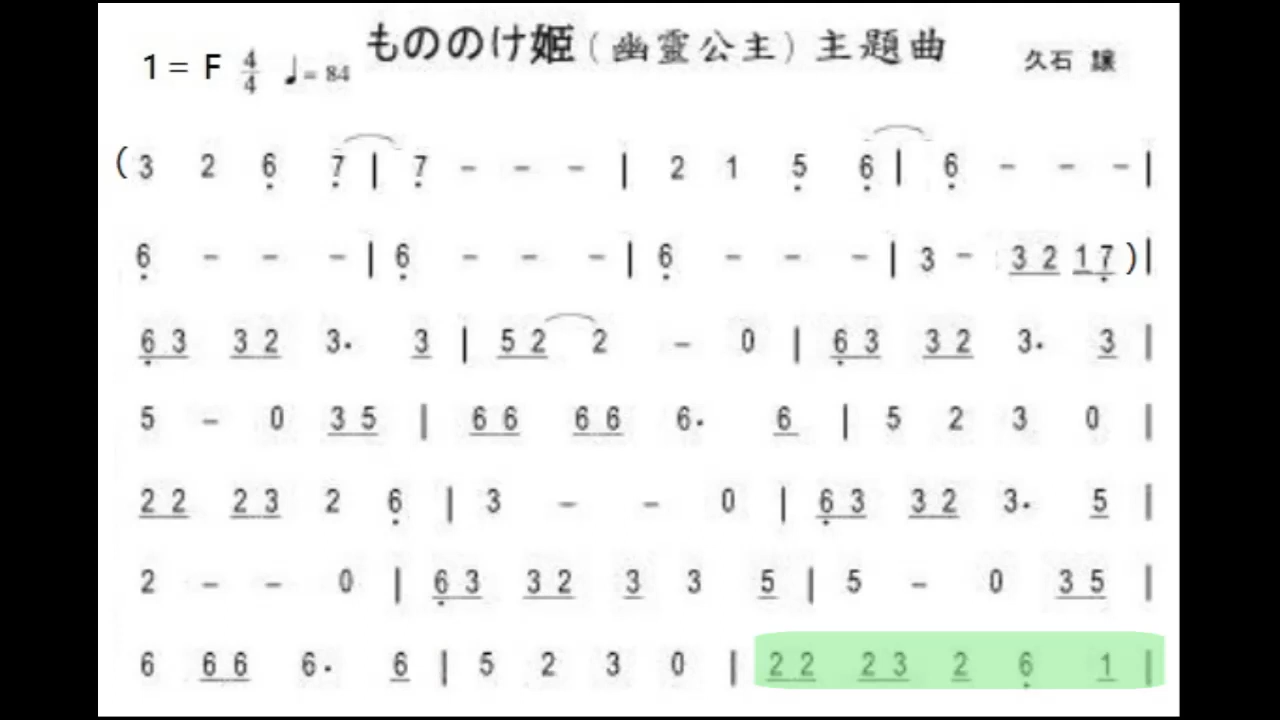 もののけ姫(幽靈公主)主題曲
1= F 4/4 ♩= 84
久石 讓
(3 2 6̣ 7̣ | 7̣ - - - | 2 1 5̣ 6̣ | 6̣ - - - |
6̣ - - - | 6̣ - - - | 6̣ - - - | 3 - 3 2 1 7̣ )|
6̣ 3 3 2 3. 3 | 5 2 2 - 0 | 6̣ 3 3 2 3. 3 |
5 - 0 3 5 | 6 6 6 6 6. 6 | 5 2 3 0 |
2 2 2 3 2 6̣ | 3 - - 0 | 6̣ 3 3 2 3. 5 |
2 - - 0 | 6̣ 3 3 2 3 3 5 | 5 - 0 3 5 |
6 6 6 6. 6 | 5 2 3 0 | 2 2 2 3 2 6̣ 1 |